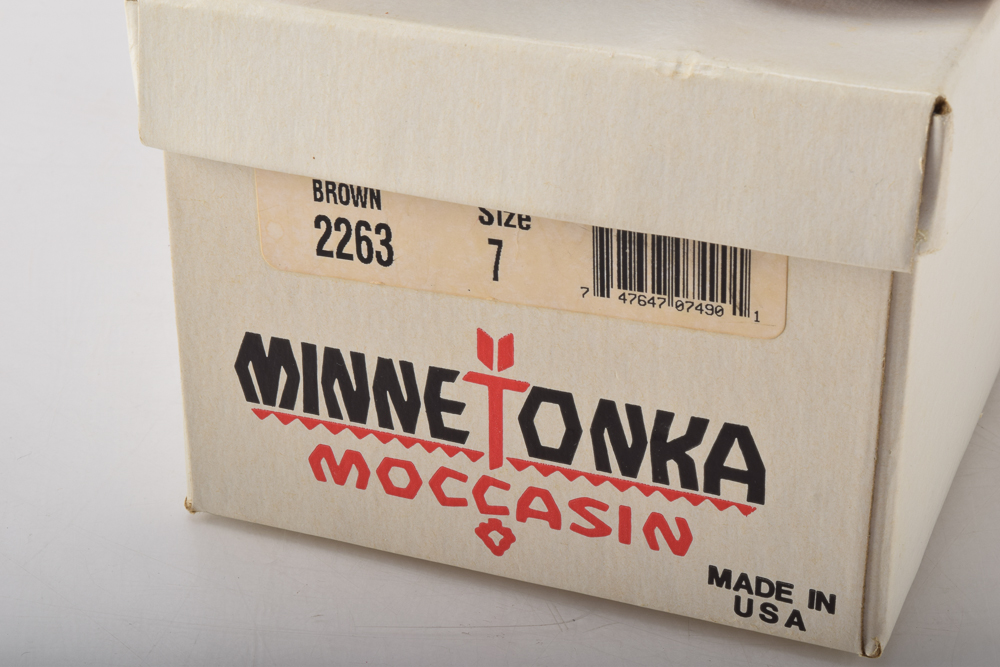 BROWN
2263
Size
7
7 47647 07490 1
MINNETONKA
MOCCASIN
MADE IN
USA